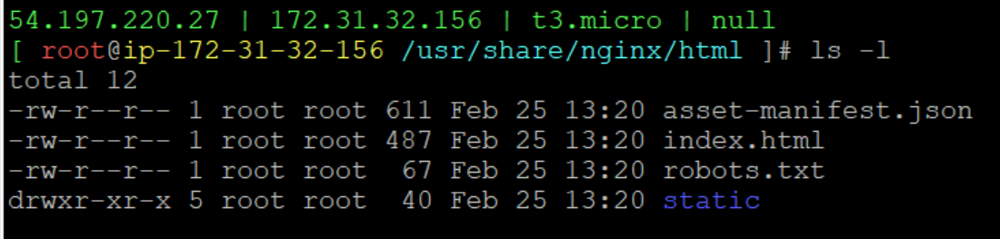 54.197.220.27 | 172.31.32.156 | t3.micro | null
[ root@ip-172-31-32-156 /usr/share/nginx/html ]# ls -l
total 12
-rw-r--r-- 1 root root 611 Feb 25 13:20 asset-manifest.json
-rw-r--r-- 1 root root 487 Feb 25 13:20 index.html
-rw-r--r-- 1 root root  67 Feb 25 13:20 robots.txt
drwxr-xr-x 5 root root  40 Feb 25 13:20 static